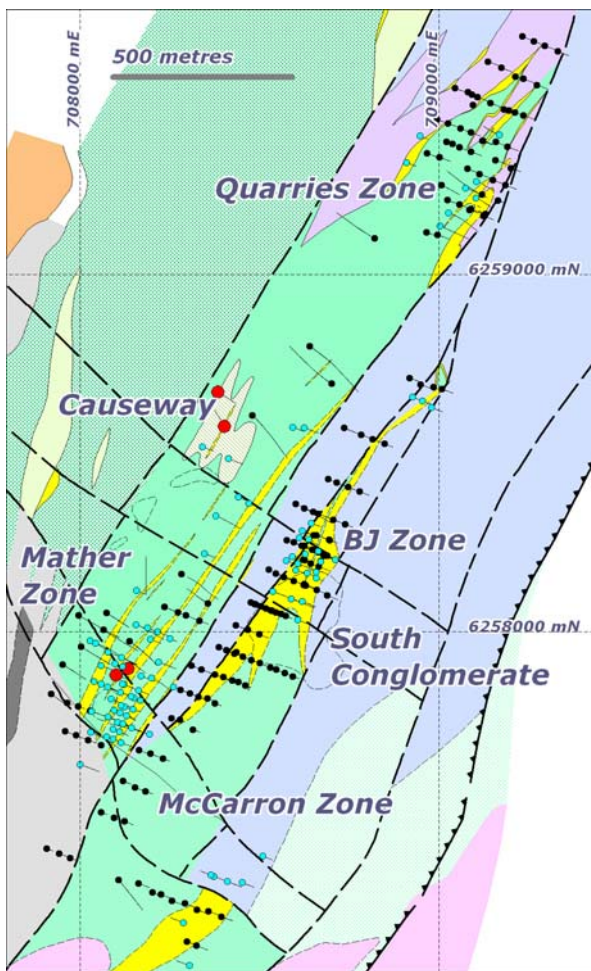 500 metres
708000 mE
709000 mE
Quarries Zone
6259000 mN
Causeway
BJ Zone
Mather
Zone
6258000 mN
South
Conglomerate
McCarron Zone